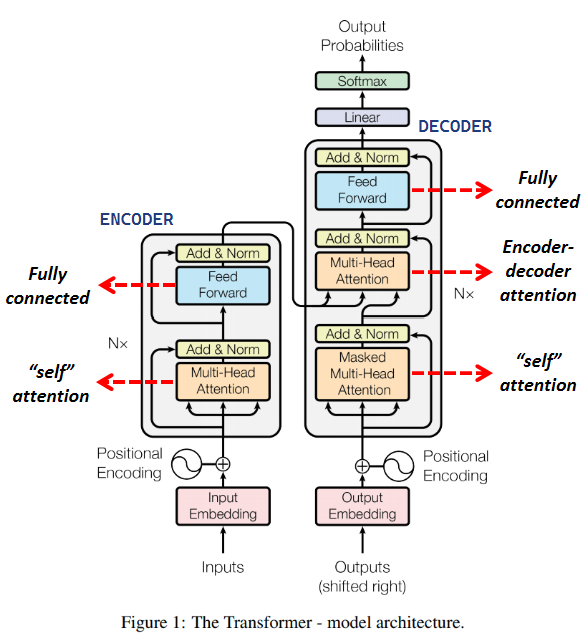 Output
Probabilities
Softmax
Linear
DECODER
Add & Norm
Feed
Forward
Fully
connected
Add & Norm
Multi-Head
Attention
Encoder-
decoder
attention
Nx
Add & Norm
Masked
Multi-Head
Attention
“self”
attention
ENCODER
Add & Norm
Feed
Forward
Fully
connected
Nx
Add & Norm
Multi-Head
Attention
“self”
attention
Positional
Encoding
Positional
Encoding
Input
Embedding
Output
Embedding
Inputs
Outputs
(shifted right)
Figure 1: The Transformer - model architecture.